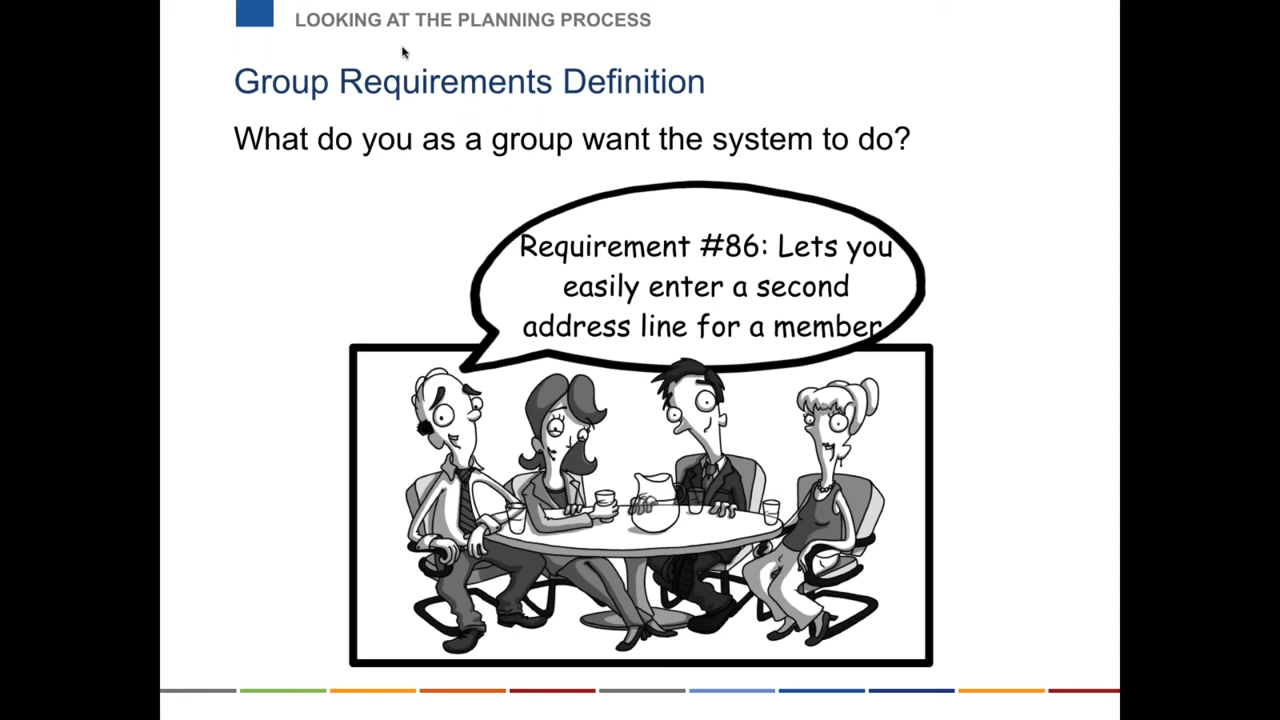 LOOKING AT THE PLANNING PROCESS
Group Requirements Definition
What do you as a group want the system to do?
Requirement #86: Lets you
easily enter a second
address line for a member